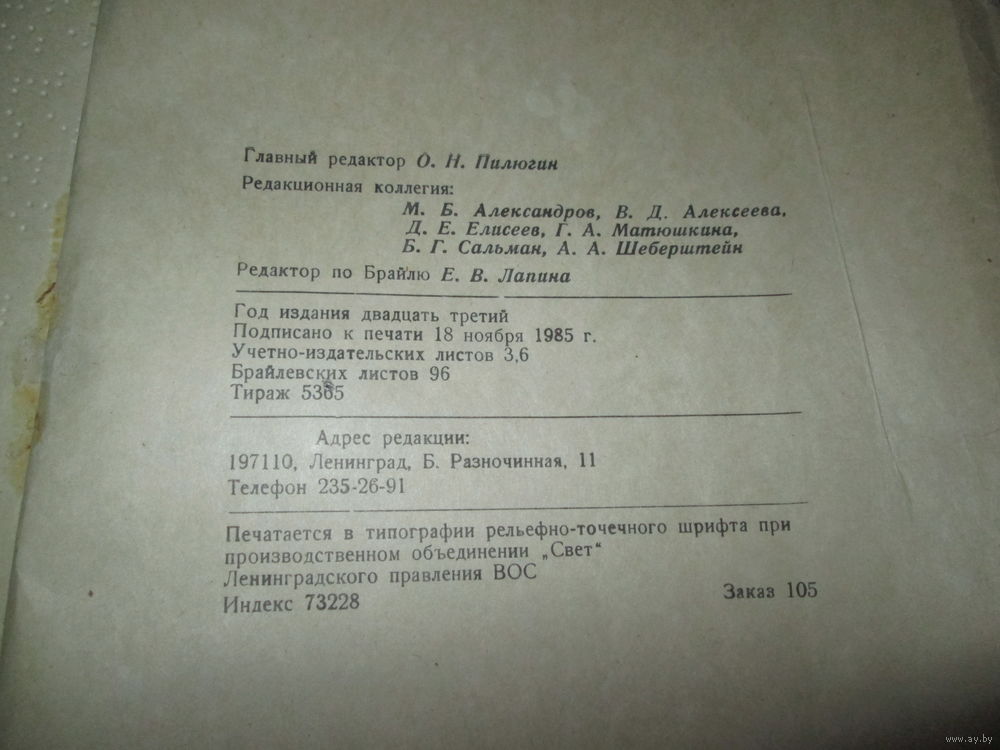 Главный редактор О. Н. Пилюгин
Редакционная коллегия:
М. Б. Александров, В. Д. Алексеева,
Д. Е. Елисеев, Г. А. Матюшкина,
Б. Г. Сальман, А. А. Шеберштейн
Редактор по Брайлю Е. В. Лапина
Год издания двадцать третий
Подписано к печати 18 ноября 1985 г.
Учетно-издательских листов 3,6
Брайлевских листов 96
Тираж 5365
Адрес редакции:
197110, Ленинград, Б. Разночинная, 11
Телефон 235-26-91
Печатается в типографии рельефно-точечного шрифта при
производственном объединении „Свет“
Ленинградского правления ВОС
Индекс 73228 Заказ 105
www.ay.by